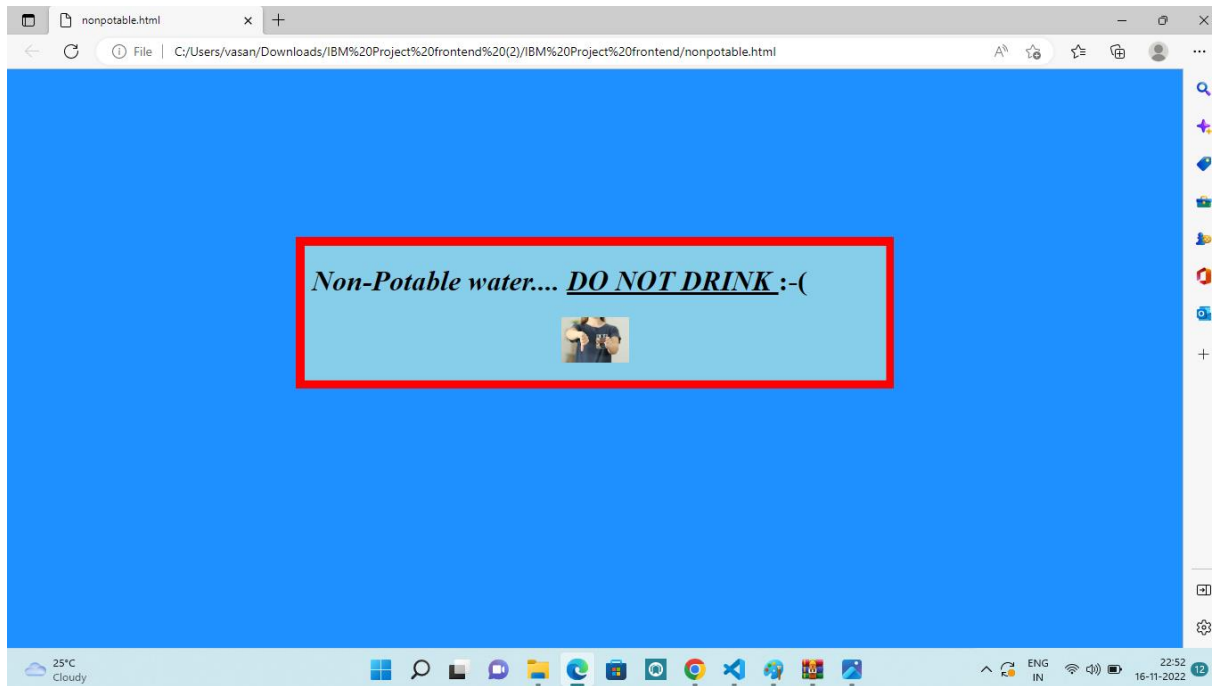 nonpotable.html
File | C:/Users/vasan/Downloads/IBM%20Project%20frontend%20(2)/IBM%20Project%20frontend/nonpotable.html
Non-Potable water.... DO NOT DRINK :-(
25°C
Cloudy
ENG
IN
22:52
16-11-2022
12